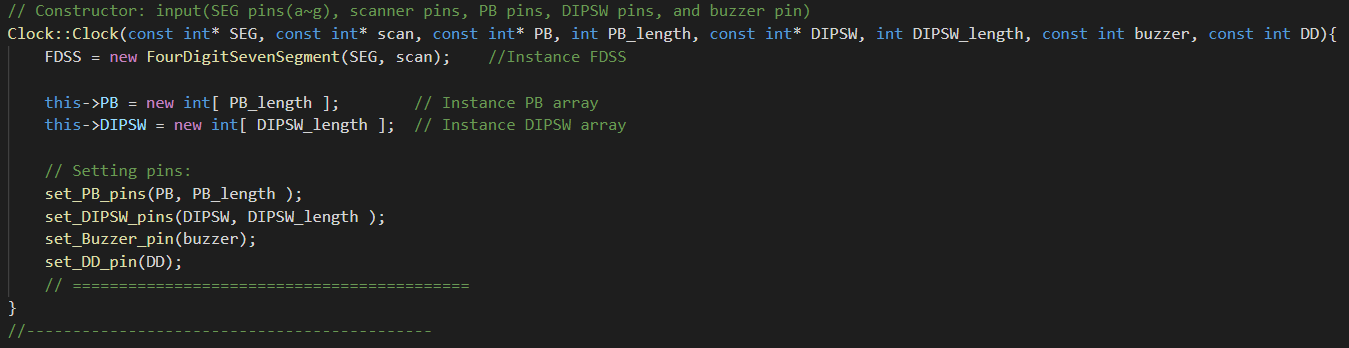 // Constructor: input(SEG pins(a~g), scanner pins, PB pins, DIPSW pins, and buzzer pin)
Clock::Clock(const int* SEG, const int* scan, const int* PB, int PB_length, const int* DIPSW, int DIPSW_length, const int buzzer, const int DD){
    FDSS = new FourDigitSevenSegment(SEG, scan);    //Instance FDSS

    this->PB = new int[ PB_length ];        // Instance PB array
    this->DIPSW = new int[ DIPSW_length ];  // Instance DIPSW array

    // Setting pins:
    set_PB_pins(PB, PB_length );
    set_DIPSW_pins(DIPSW, DIPSW_length );
    set_Buzzer_pin(buzzer);
    set_DD_pin(DD);
    // ===========================================
}
//--------------------------------------------